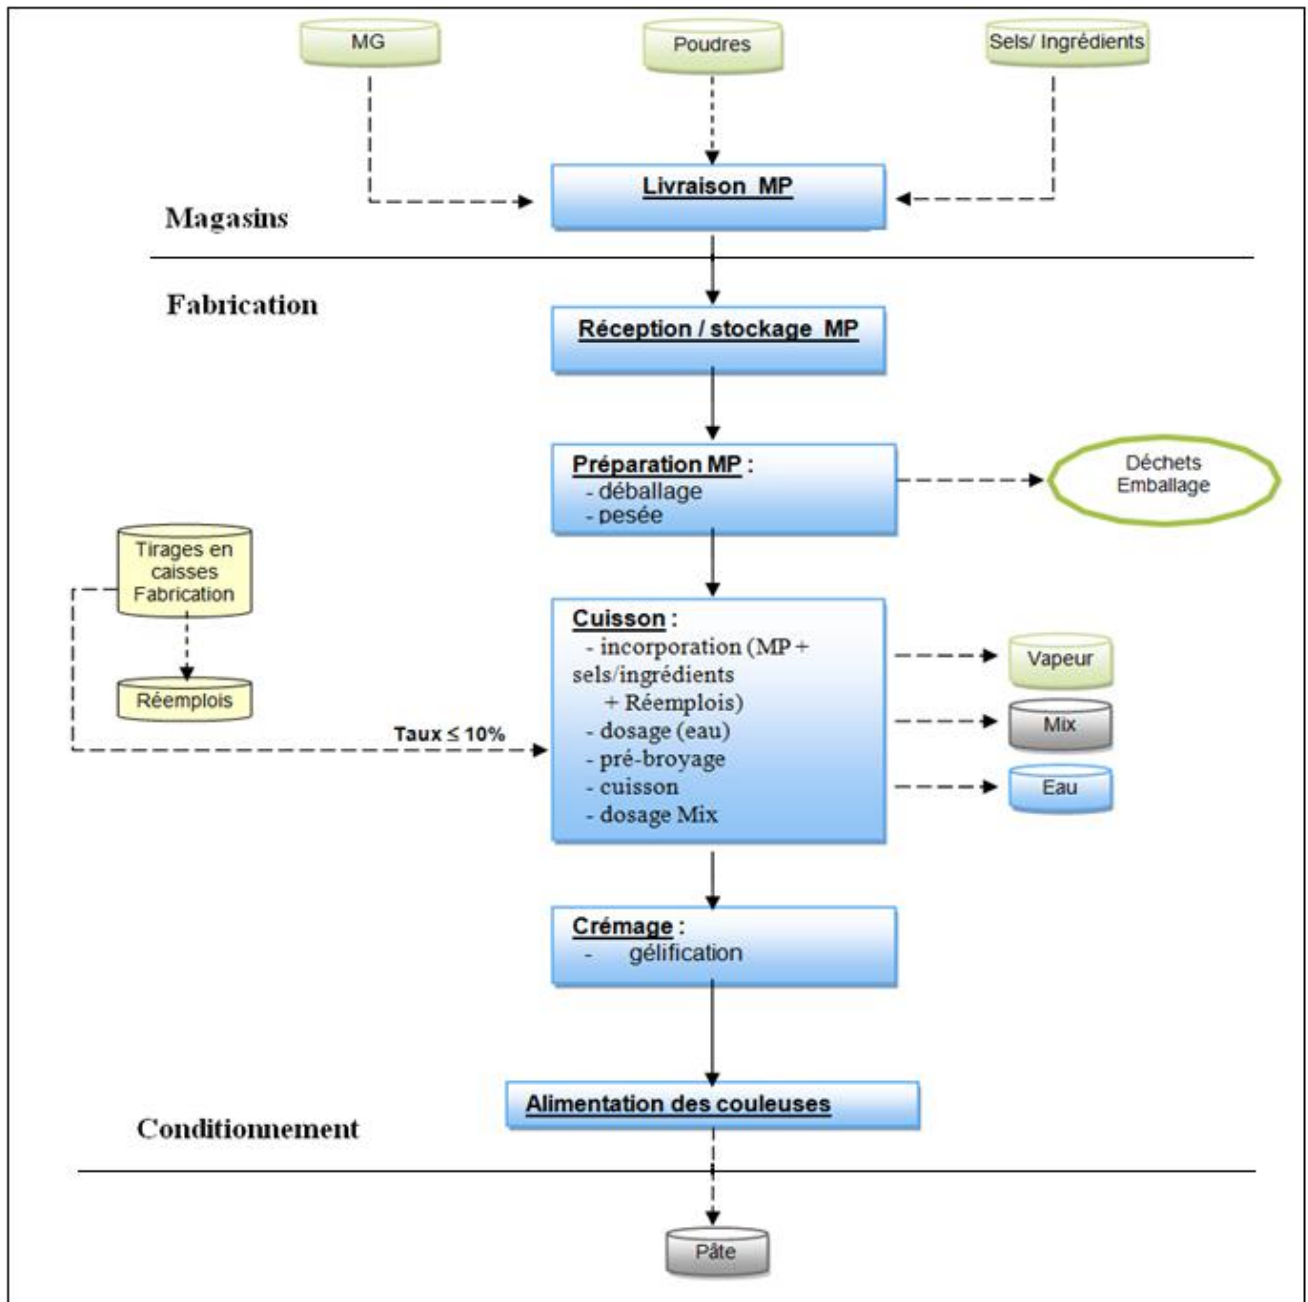 MG
Poudres
Sels/ Ingrédients
Livraison MP
Magasins
Fabrication
Réception / stockage MP
Préparation MP :
- déballage
- pesée
Déchets
Emballage
Tirages en
caisses
Fabrication
Réemplois
Taux ≤ 10%
Cuisson :
- incorporation (MP +
sels/ingrédients
+ Réemplois)
- dosage (eau)
- pré-broyage
- cuisson
- dosage Mix
Vapeur
Mix
Eau
Crémage :
- gélification
Alimentation des couleuses
Conditionnement
Pâte